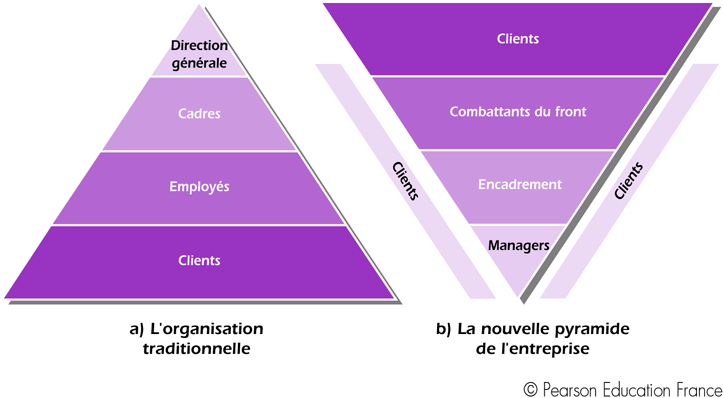 Direction
générale
Cadres
Employés
Clients
a) L'organisation
traditionnelle
Clients
Combattants du front
Encadrement
Managers
Clients
Clients
b) La nouvelle pyramide
de l'entreprise
© Pearson Education France